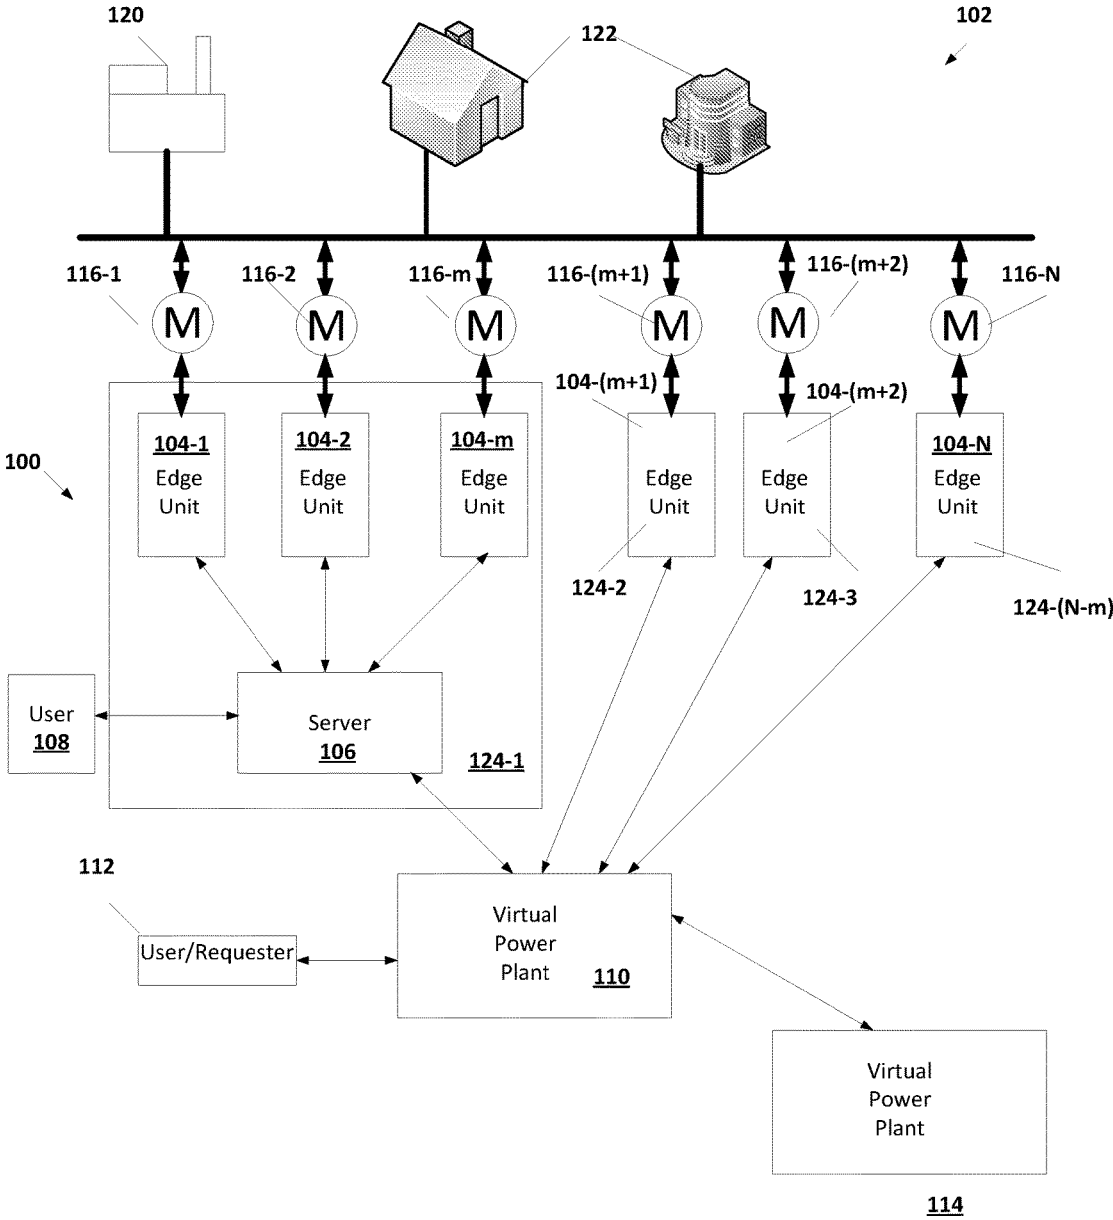 120
122
102
116-1
116-2
116-m
116-(m+1)
116-(m+2)
116-N
M
M
M
M
M
M
104-(m+1)
104-(m+2)
104-1
Edge
Unit
104-2
Edge
Unit
104-m
Edge
Unit
Edge
Unit
Edge
Unit
104-N
Edge
Unit
100
124-2
124-3
124-(N-m)
User
108
Server
106
124-1
112
User/Requester
Virtual
Power
Plant
110
Virtual
Power
Plant
114